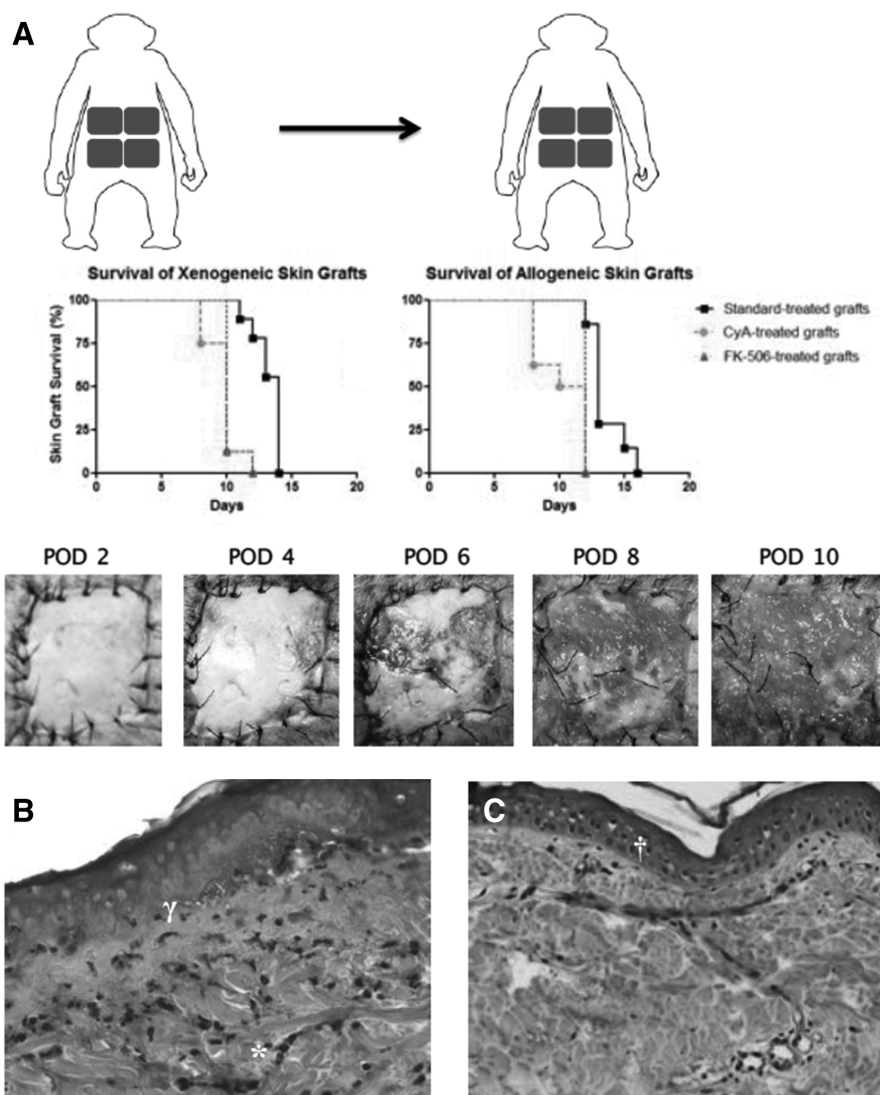 A
Survival of Xenogeneic Skin Grafts
Skin Graft Survival (%)
100
75
50
25
0
0
5
10
15
20
Days
Survival of Allogeneic Skin Grafts
100
75
50
25
0
0
5
10
15
20
Days
Standard-treated grafts
CyA-treated grafts
FK-506-treated grafts
POD 2
POD 4
POD 6
POD 8
POD 10
B
γ
*
C
†